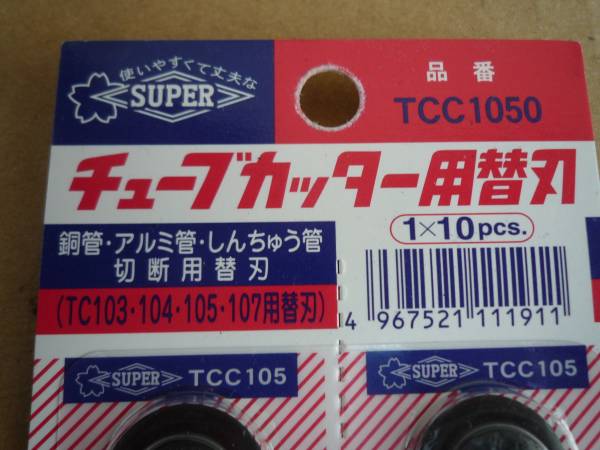 使いやすくて丈夫な
SUPER
品番
TCC1050
チューブカッター用替刃
1×10pcs.
銅管・アルミ管・しんちゅう管
切断用替刃
(TC103・104・105・107用替刃)
4 967521 111911
SUPER TCC105
SUPER TCC105